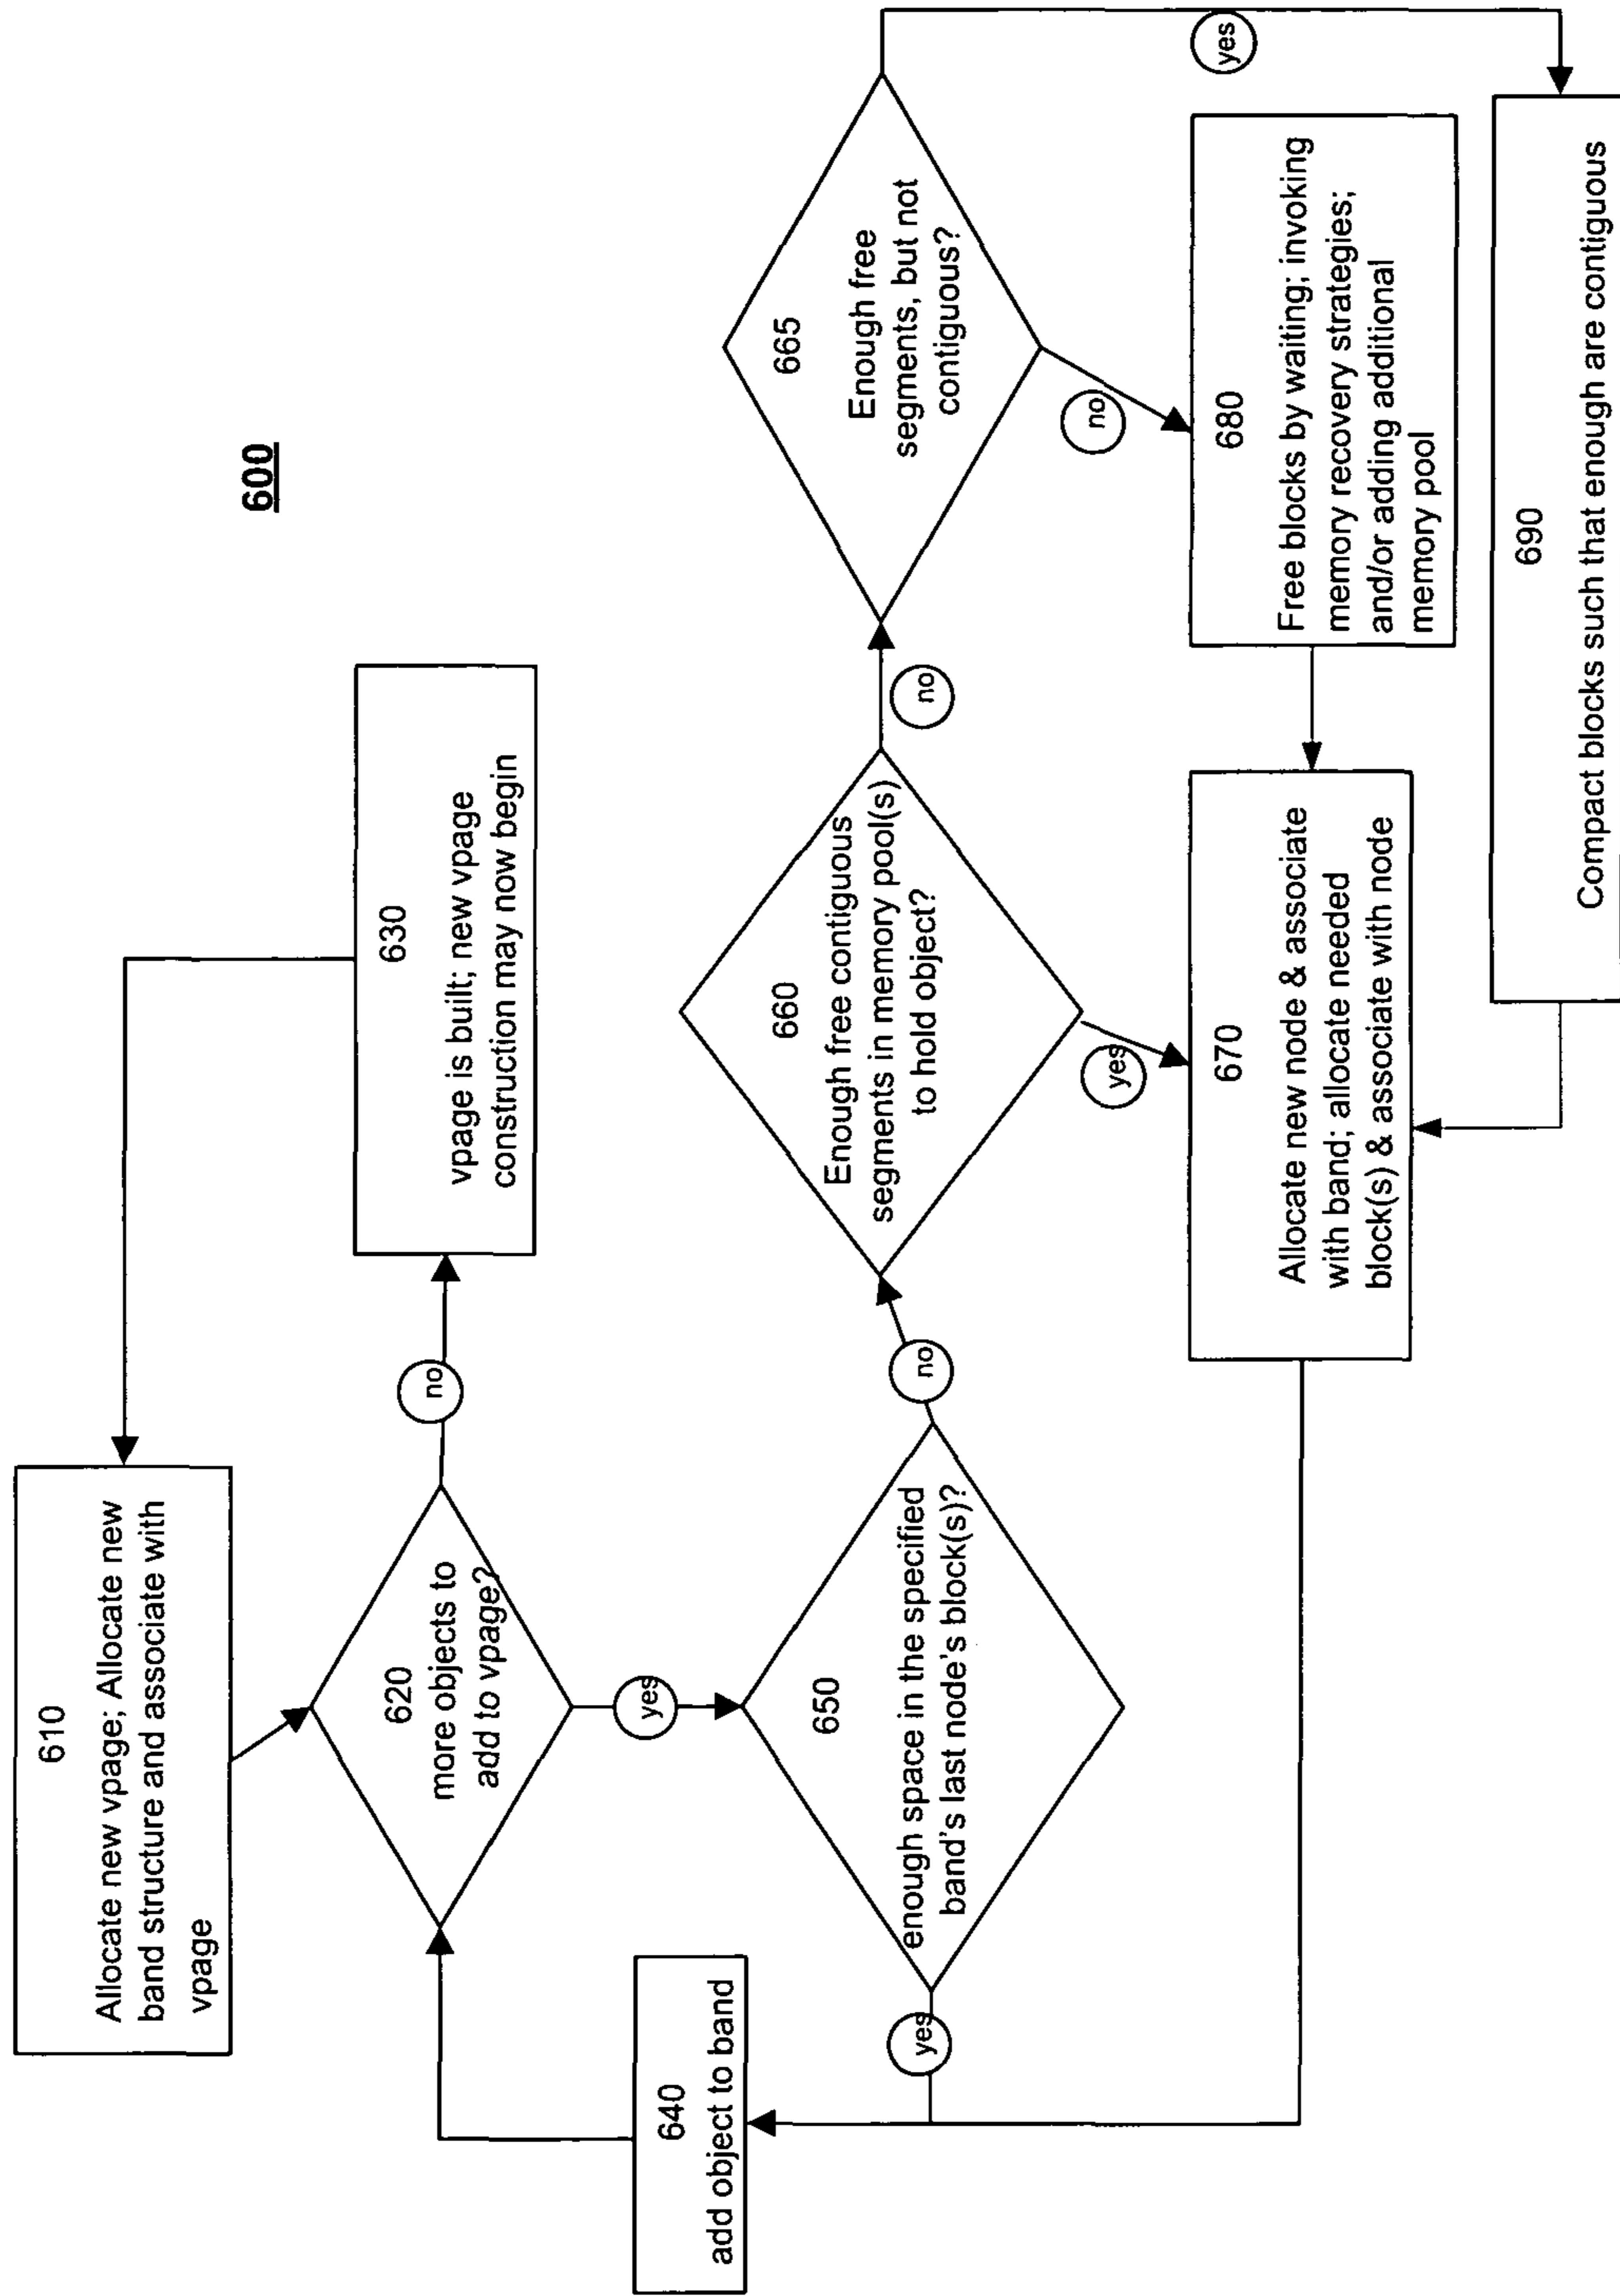 600
610
Allocate new vpage; Allocate new
band structure and associate with
vpage
620
more objects to
add to vpage?
no
630
vpage is built; new vpage
construction may now begin
yes
640
add object to band
650
enough space in the specified
band's last node's block(s)?
yes
no
660
Enough free contiguous
segments in memory pool(s)
to hold object?
no
665
Enough free
segments, but not
contiguous?
yes
no
yes
670
Allocate new node & associate
with band; allocate needed
block(s) & associate with node
680
Free blocks by waiting; invoking
memory recovery strategies;
and/or adding additional
memory pool
690
Compact blocks such that enough are contiguous